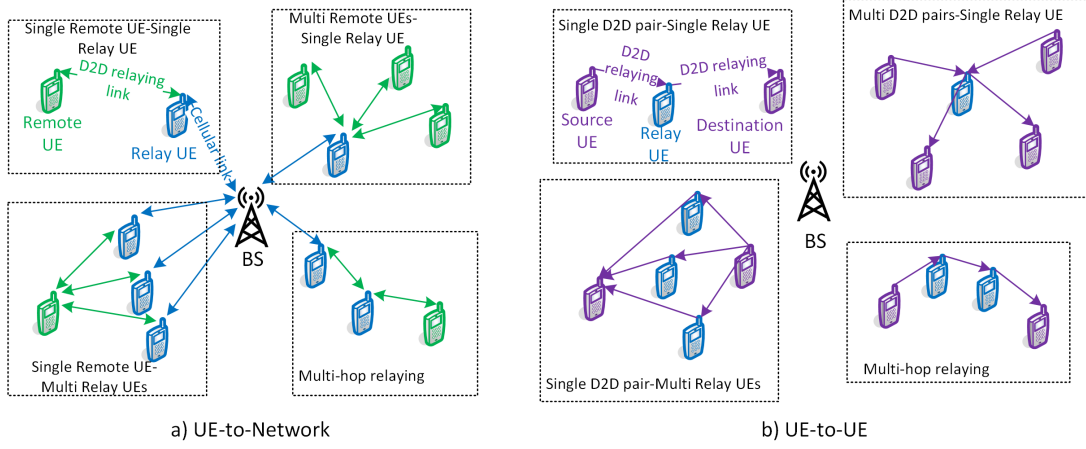 Single Remote UE-Single
Relay UE
D2D relaying
link
Remote
UE
Relay UE
Cellular link
Multi Remote UEs-
Single Relay UE
BS
Single Remote UE-
Multi Relay UEs
Multi-hop relaying
a) UE-to-Network
Single D2D pair-Single Relay UE
D2D
relaying
link
D2D relaying
link
Source
UE
Relay
UE
Destination
UE
Multi D2D pairs-Single Relay UE
BS
Single D2D pair-Multi Relay UEs
Multi-hop relaying
b) UE-to-UE